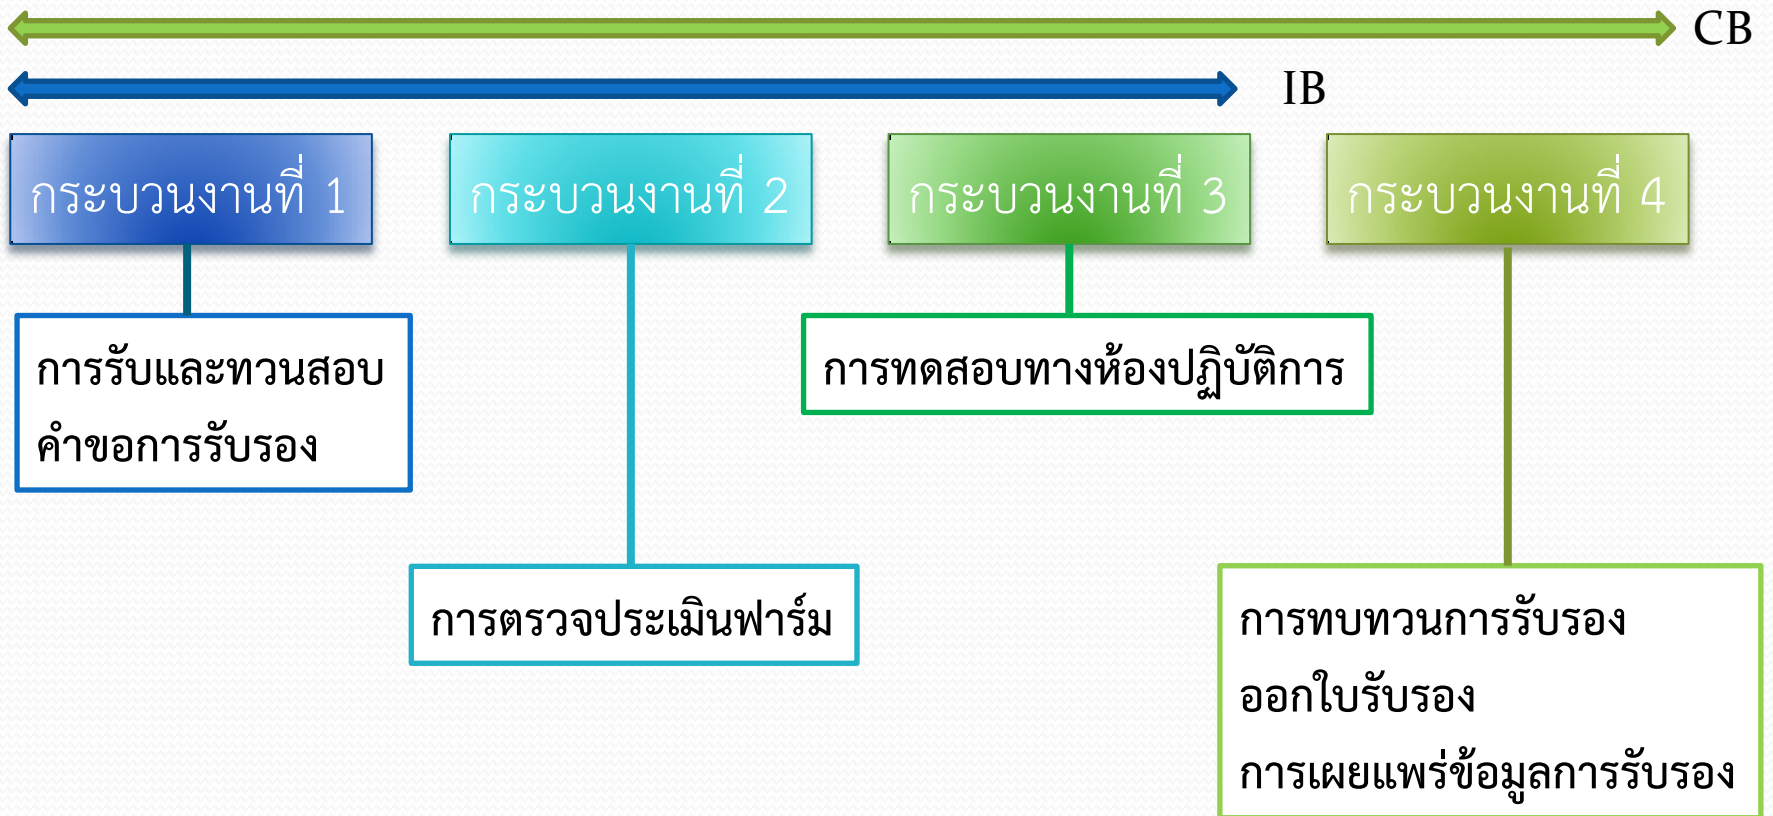 CB
IB
กระบวนงานที่ 1
กระบวนงานที่ 2
กระบวนงานที่ 3
กระบวนงานที่ 4
การรับและทวนสอบ
คำขอการรับรอง
การทดสอบทางห้องปฏิบัติการ
การตรวจประเมินฟาร์ม
การทบทวนการรับรอง
ออกใบรับรอง
การเผยแพร่ข้อมูลการรับรอง